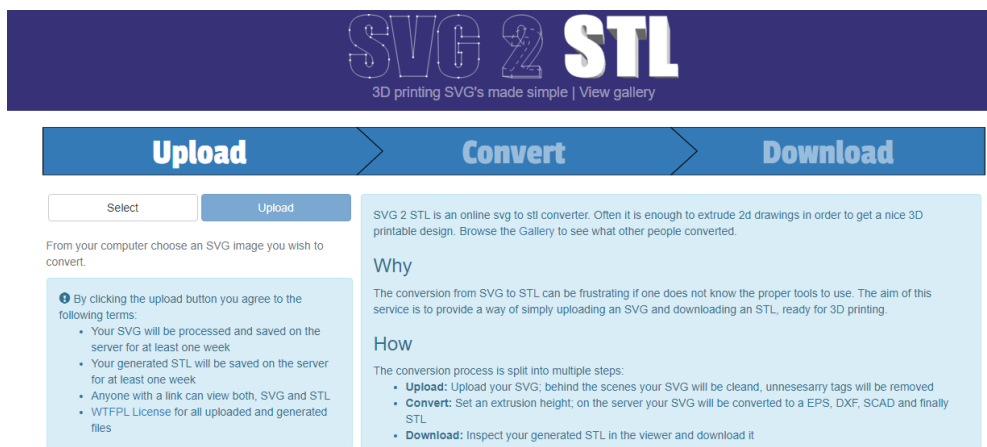 SVG 2 STL
3D printing SVG's made simple | View gallery
Upload
Convert
Download
Select
Upload
From your computer choose an SVG image you wish to
convert.
By clicking the upload button you agree to the
following terms:
• Your SVG will be processed and saved on the
server for at least one week
• Your generated STL will be saved on the server
for at least one week
• Anyone with a link can view both, SVG and STL
• WTFPL License for all uploaded and generated
files
SVG 2 STL is an online svg to stl converter. Often it is enough to extrude 2d drawings in order to get a nice 3D
printable design. Browse the Gallery to see what other people converted.
Why
The conversion from SVG to STL can be frustrating if one does not know the proper tools to use. The aim of this
service is to provide a way of simply uploading an SVG and downloading an STL, ready for 3D printing.
How
The conversion process is split into multiple steps:
• Upload: Upload your SVG; behind the scenes your SVG will be cleand, unnesesarry tags will be removed
• Convert: Set an extrusion height; on the server your SVG will be converted to a EPS, DXF, SCAD and finally
STL
• Download: Inspect your generated STL in the viewer and download it